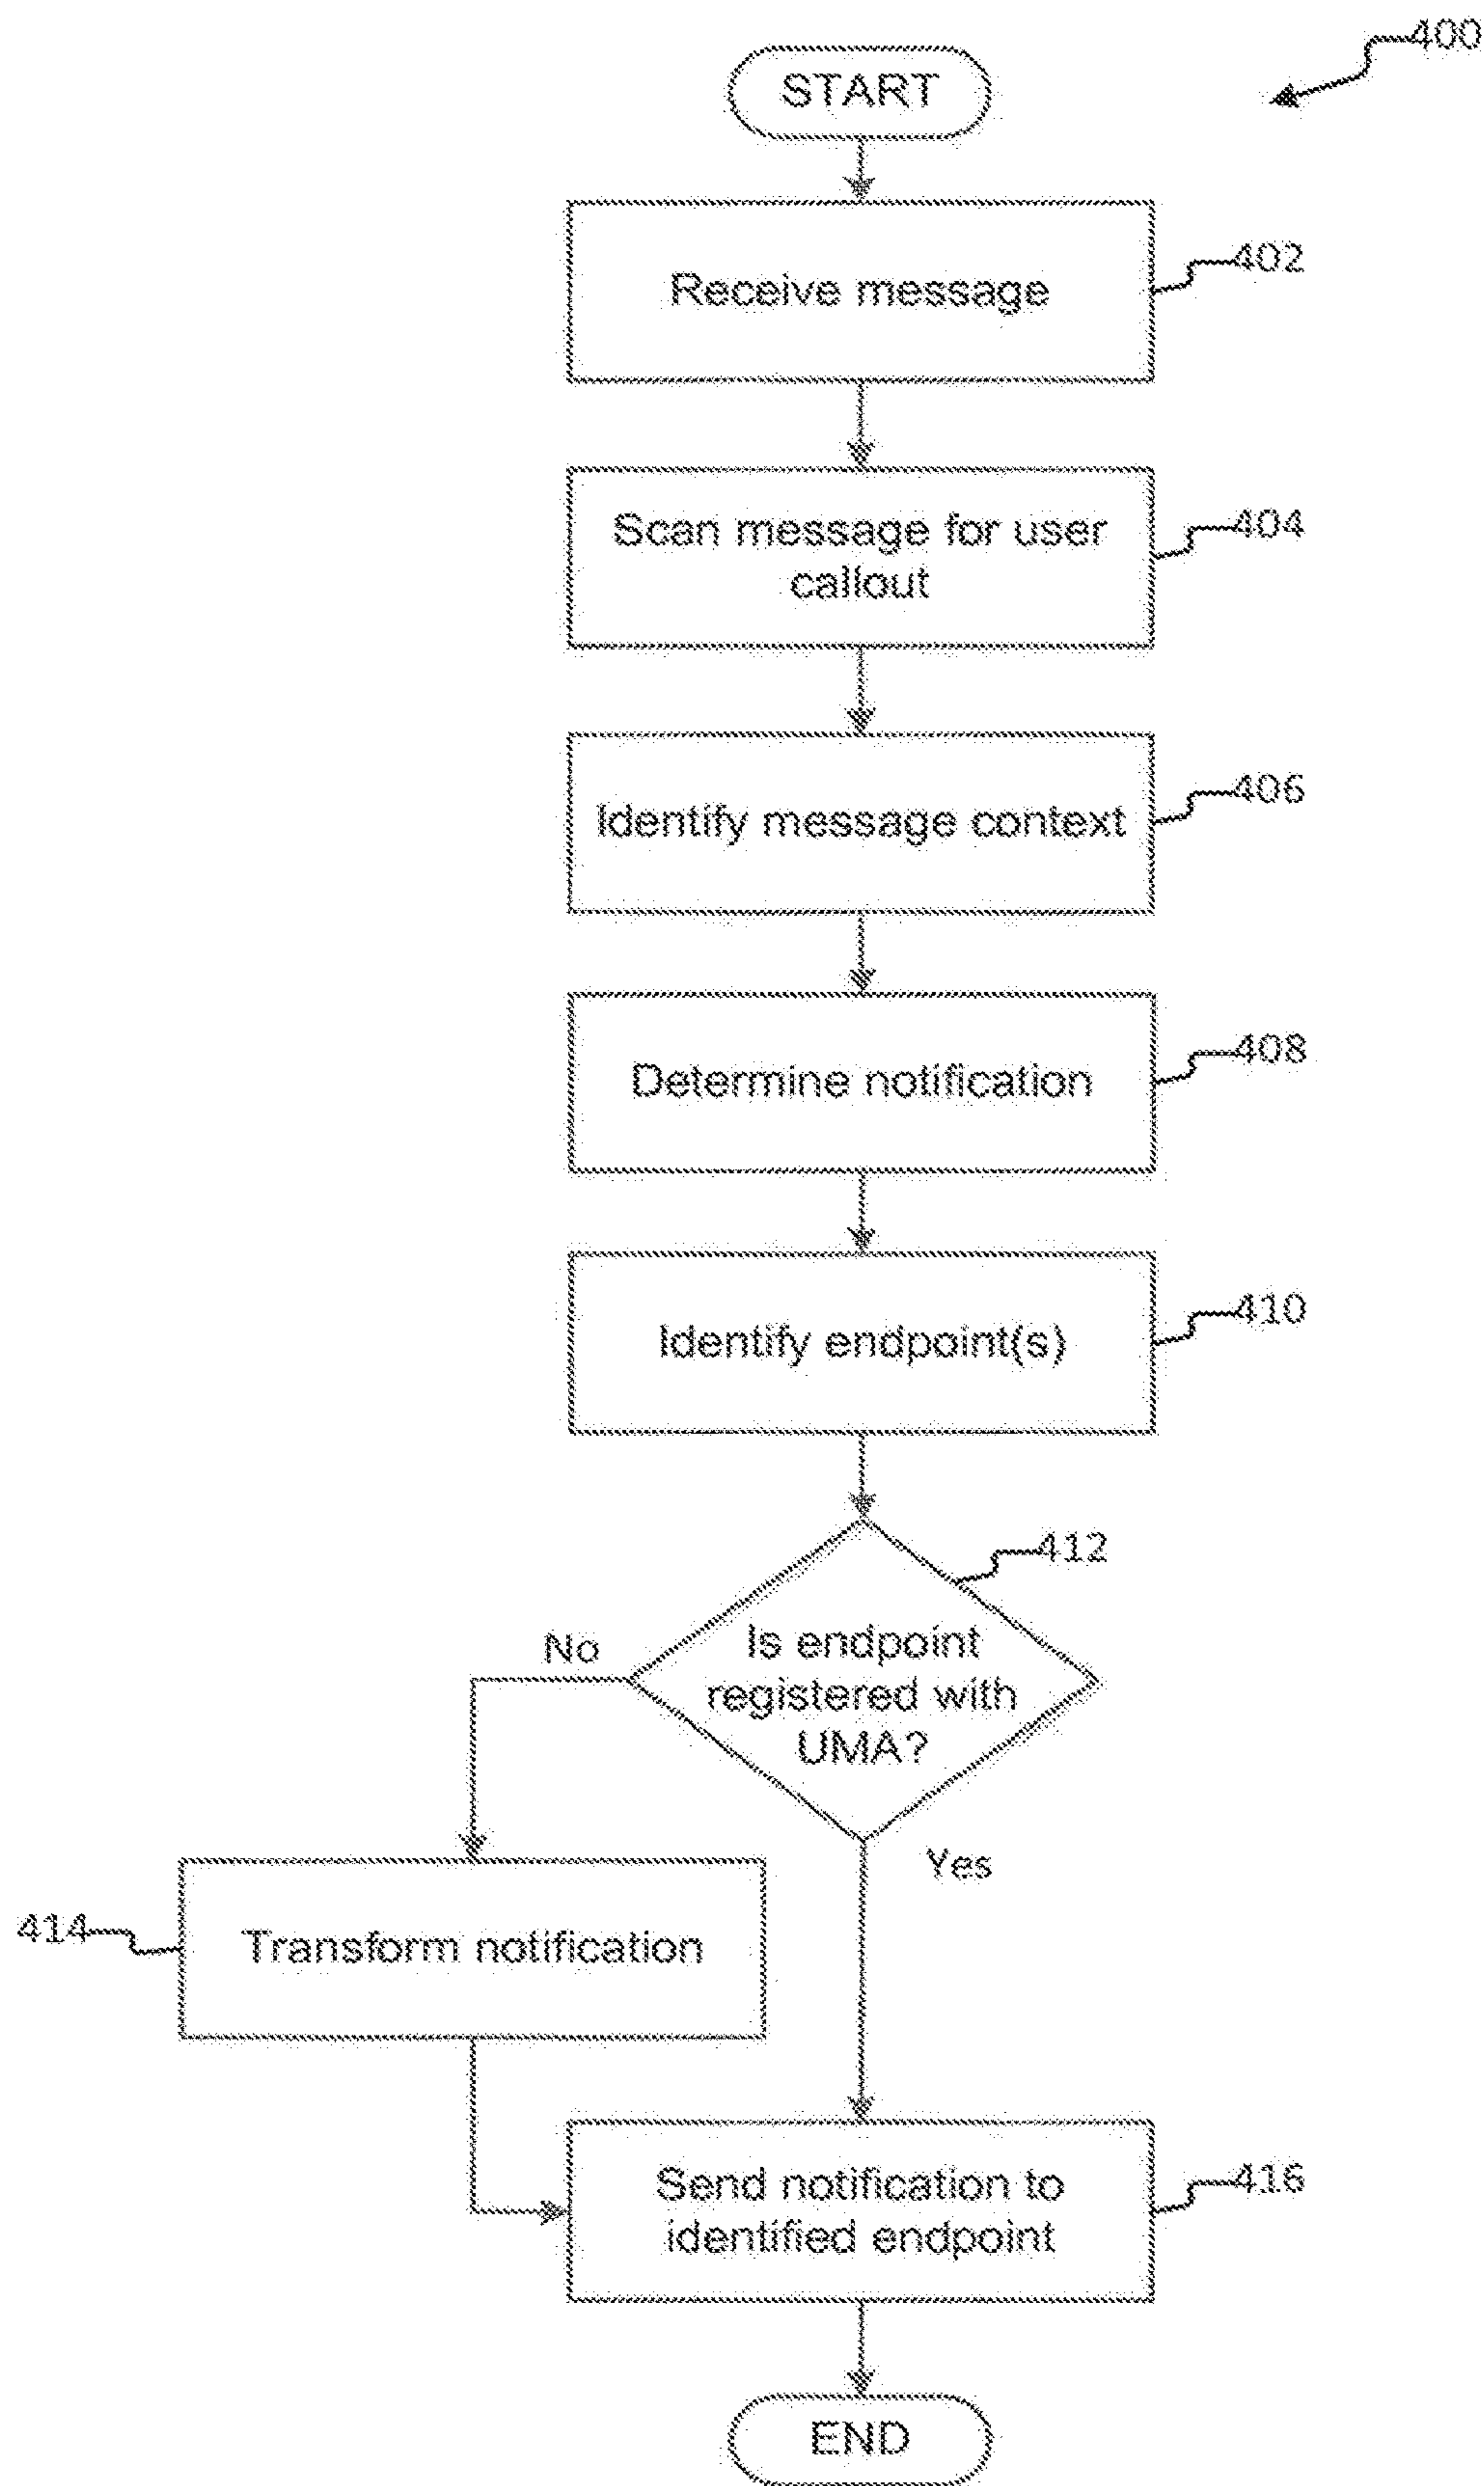 400
START
Receive message
402
Scan message for user
callout
404
Identify message context
406
Determine notification
408
Identify endpoint(s)
410
412
Is endpoint
registered with
UMA?
No
Yes
414
Transform notification
Send notification to
identified endpoint
416
END